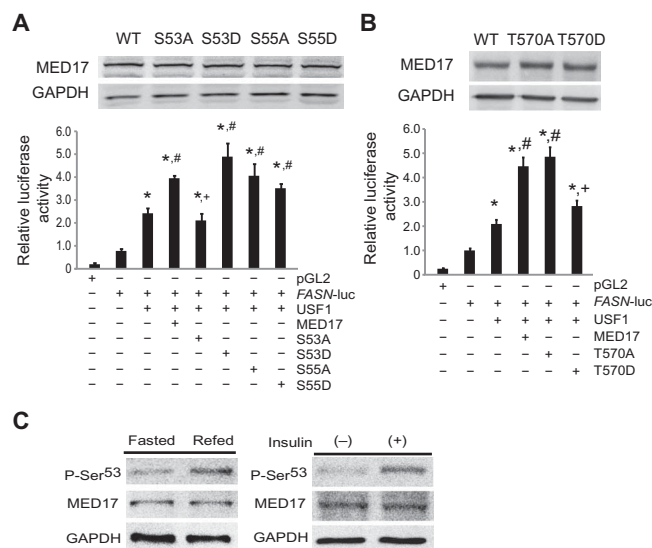 A
WT S53A S53D S55A S55D
MED17
GAPDH
Relative luciferase activity
6.0
5.0
4.0
3.0
2.0
1.0
0
* *,# *,+ *,# *,# *,#
+ – – – – – – – pGL2
– + + + + + + + FASN-luc
– – + + + + + + USF1
– – – + – – – – MED17
– – – – + – – – S53A
– – – – – + – – S53D
– – – – – – + – S55A
– – – – – – – + S55D
B
WT T570A T570D
MED17
GAPDH
Relative luciferase activity
6.0
5.0
4.0
3.0
2.0
1.0
0
* *,# *,# *,+
+ – – – – – pGL2
– + + + + + FASN-luc
– – + + + + USF1
– – – + – – MED17
– – – – + – T570A
– – – – – + T570D
C
Fasted Refed
P-Ser53
MED17
GAPDH
Insulin (–) (+)
P-Ser53
MED17
GAPDH